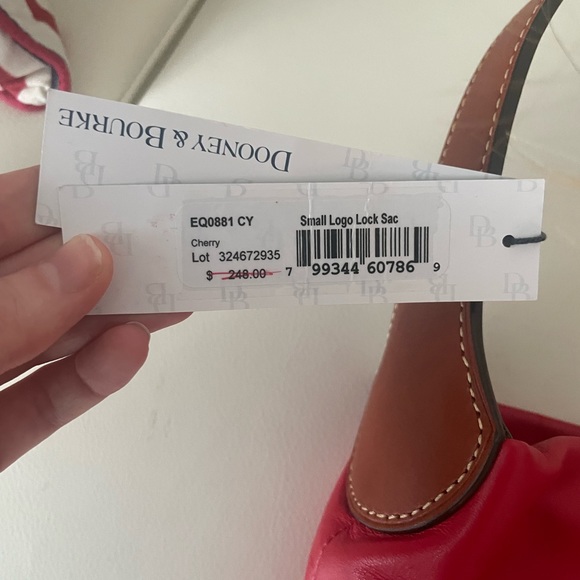 DOONEY & BOURKE
EQ0881 CY
Small Logo Lock Sac
Cherry
Lot 324672935
$ 248.00
7 99344 60786 9